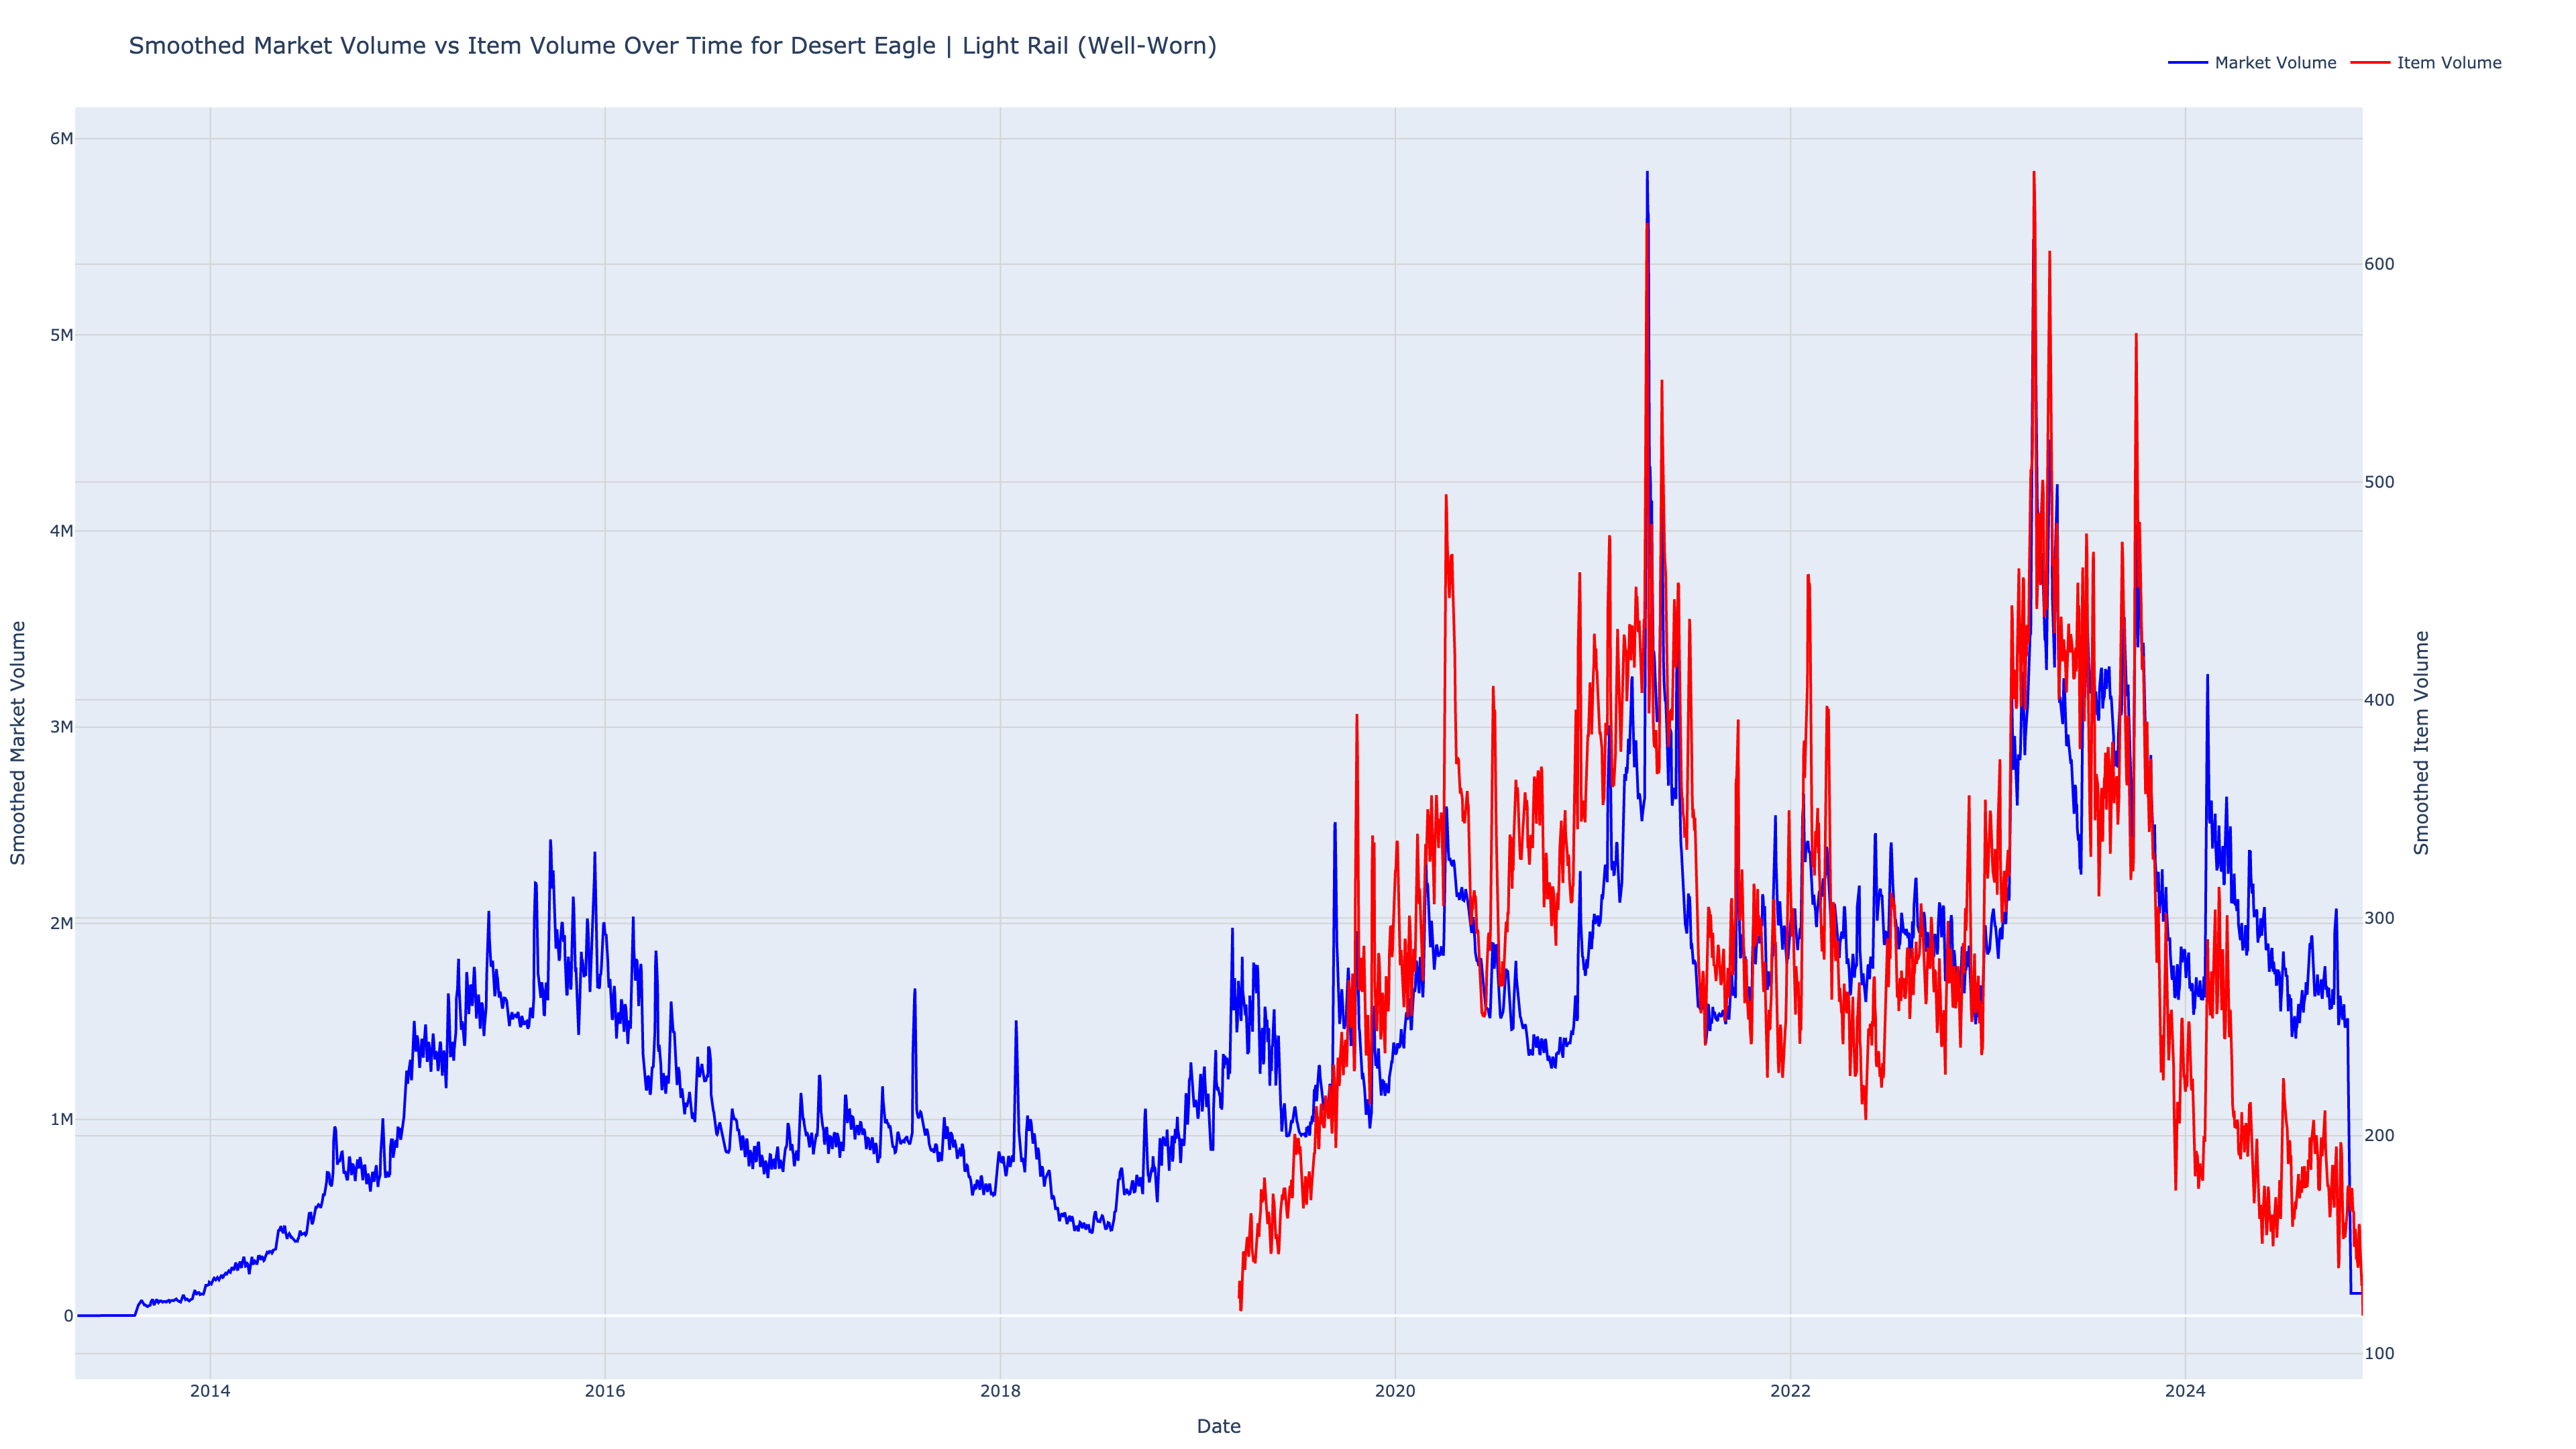 Smoothed Market Volume vs Item Volume Over Time for Desert Eagle | Light Rail (Well-Worn)
Market Volume
Item Volume
6M
5M
4M
3M
2M
1M
0
Smoothed Market Volume
600
500
400
300
200
100
Smoothed Item Volume
2014
2016
2018
2020
2022
2024
Date